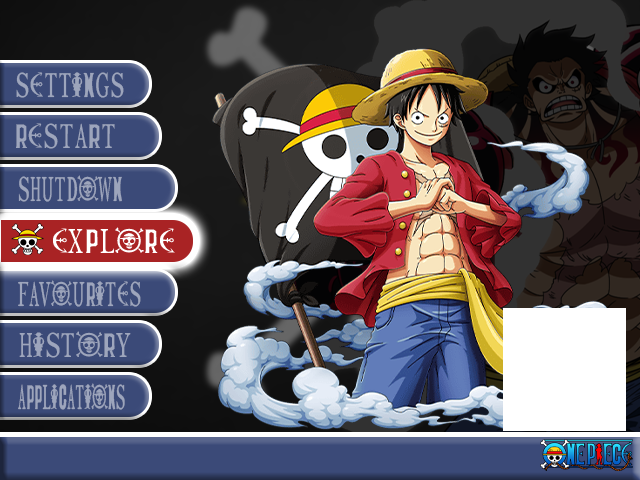 SETTINGS
RESTART
SHUTDOWN
EXPLORE
FAVOURITES
HISTORY
APPLICATIONS
ONE PIECE